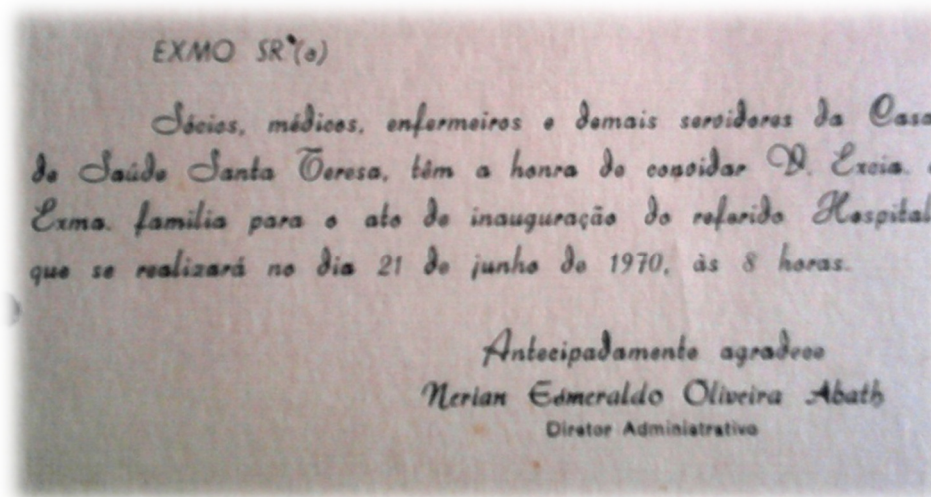 EXMO SR.(a)
Sócios, médicos, enfermeiros e demais servidores da Casa
de Saúde Santa Teresa, têm a honra de convidar V. Excia. e
Exma. familia para o ato de inauguração do referido Hospital
que se realizará no dia 21 de junho de 1970, às 8 horas.
Antecipadamente agradece
Nerian Esmeraldo Oliveira Abath
Diretor Administrativo